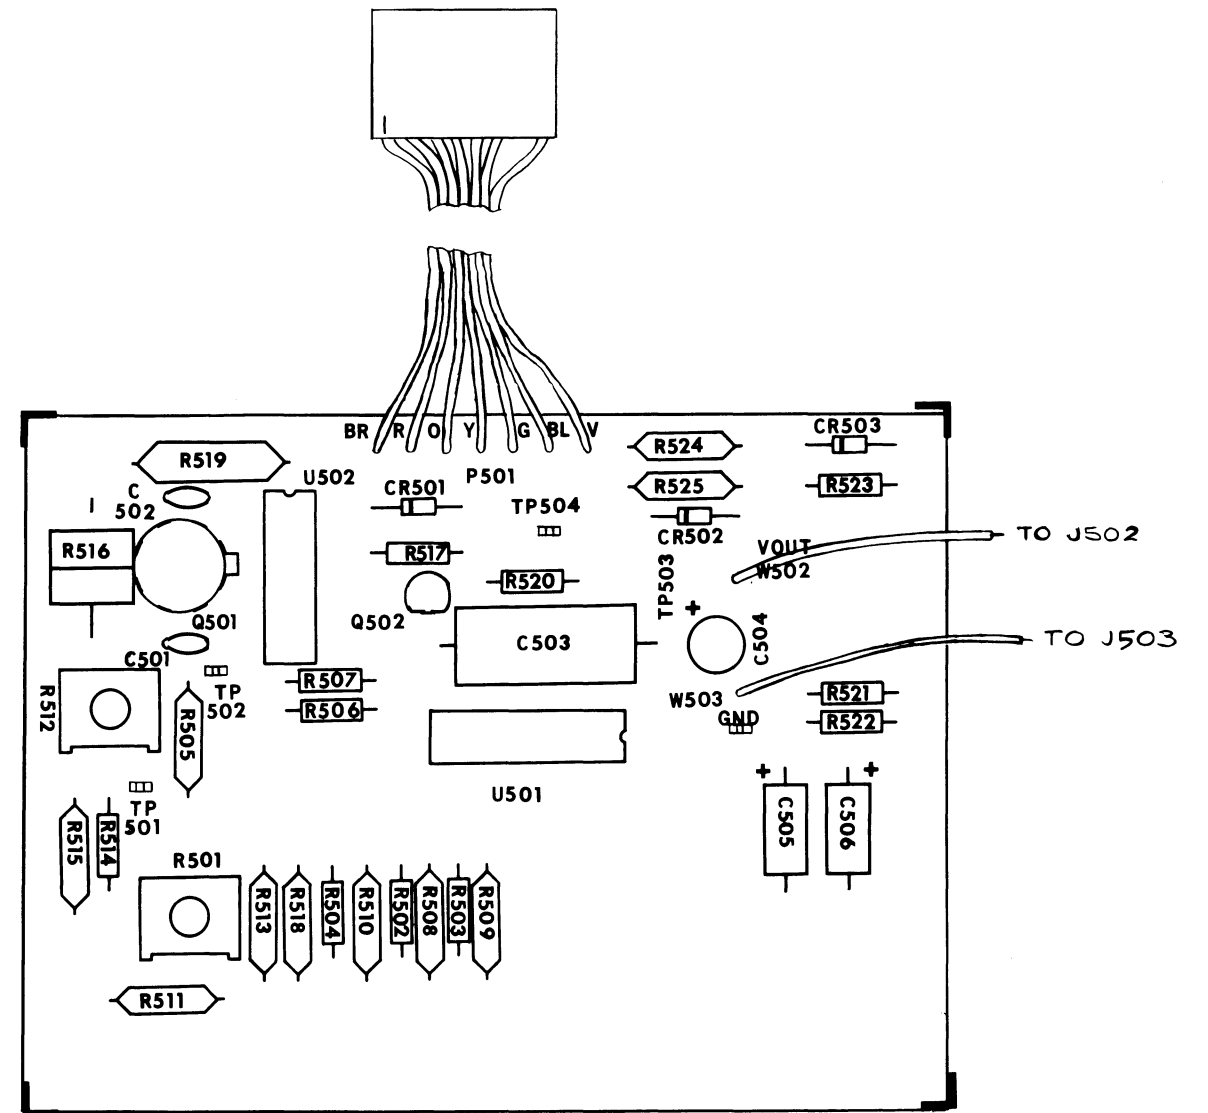 BR R O Y G BL V
P501
CR503
R524
R519
U502
R525
R523
CR501
C
502
TP504
I
CR502
R516
R517
VOUT
W502
TO J502
R520
TP503
Q501
Q502
+
C504
C503
TO J503
C501
R507
TP
502
R512
R505
R506
W503
GND
R521
R522
U501
+
+
TP
501
C505
C506
R515
R514
R501
R513
R518
R504
R510
R502
R508
R503
R509
R511